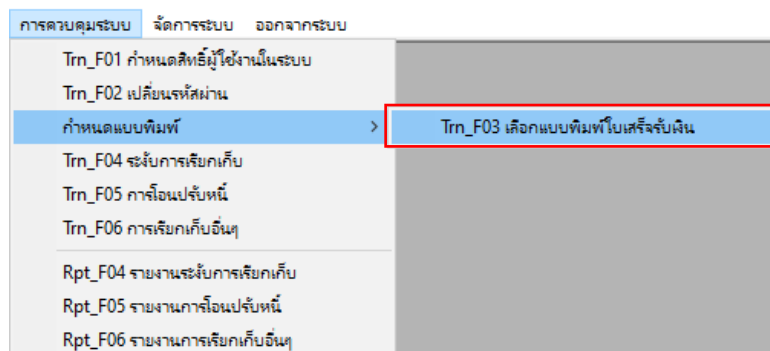 การควบคุมระบบ จัดการระบบ ออกจากระบบ
Trn_F01 กำหนดสิทธิ์ผู้ใช้งานในระบบ
Trn_F02 เปลี่ยนรหัสผ่าน
กำหนดแบบพิมพ์ > Trn_F03 เลือกแบบพิมพ์ใบเสร็จรับเงิน
Trn_F04 ระงับการเรียกเก็บ
Trn_F05 การโอนปรับหนี้
Trn_F06 การเรียกเก็บอื่นๆ
Rpt_F04 รายงานระงับการเรียกเก็บ
Rpt_F05 รายงานการโอนปรับหนี้
Rpt_F06 รายงานการเรียกเก็บอื่นๆ